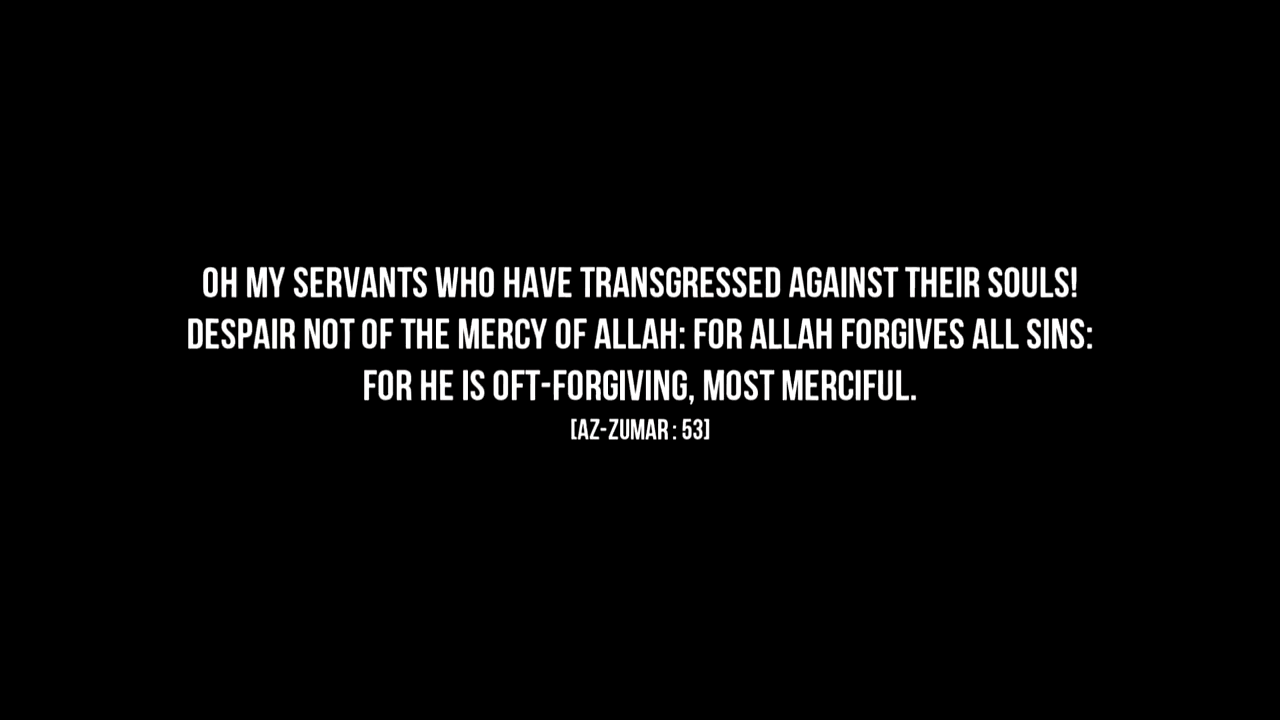 OH MY SERVANTS WHO HAVE TRANSGRESSED AGAINST THEIR SOULS!
DESPAIR NOT OF THE MERCY OF ALLAH: FOR ALLAH FORGIVES ALL SINS:
FOR HE IS OFT-FORGIVING, MOST MERCIFUL.
[AZ-ZUMAR : 53]